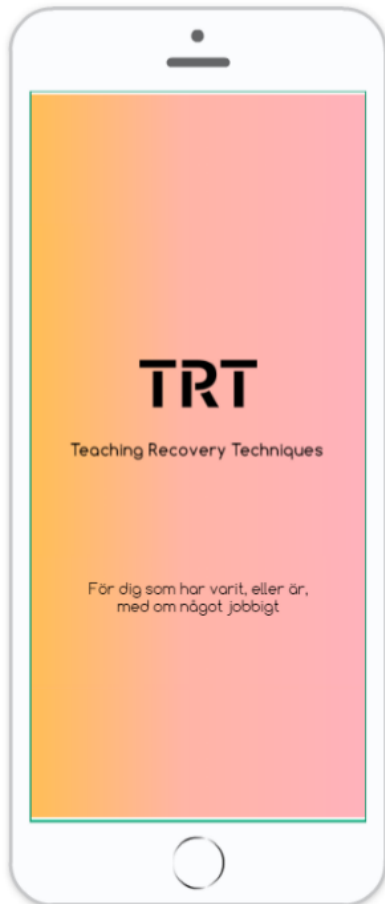 TRT
Teaching Recovery Techniques
För dig som har varit, eller är,
med om något jobbigt